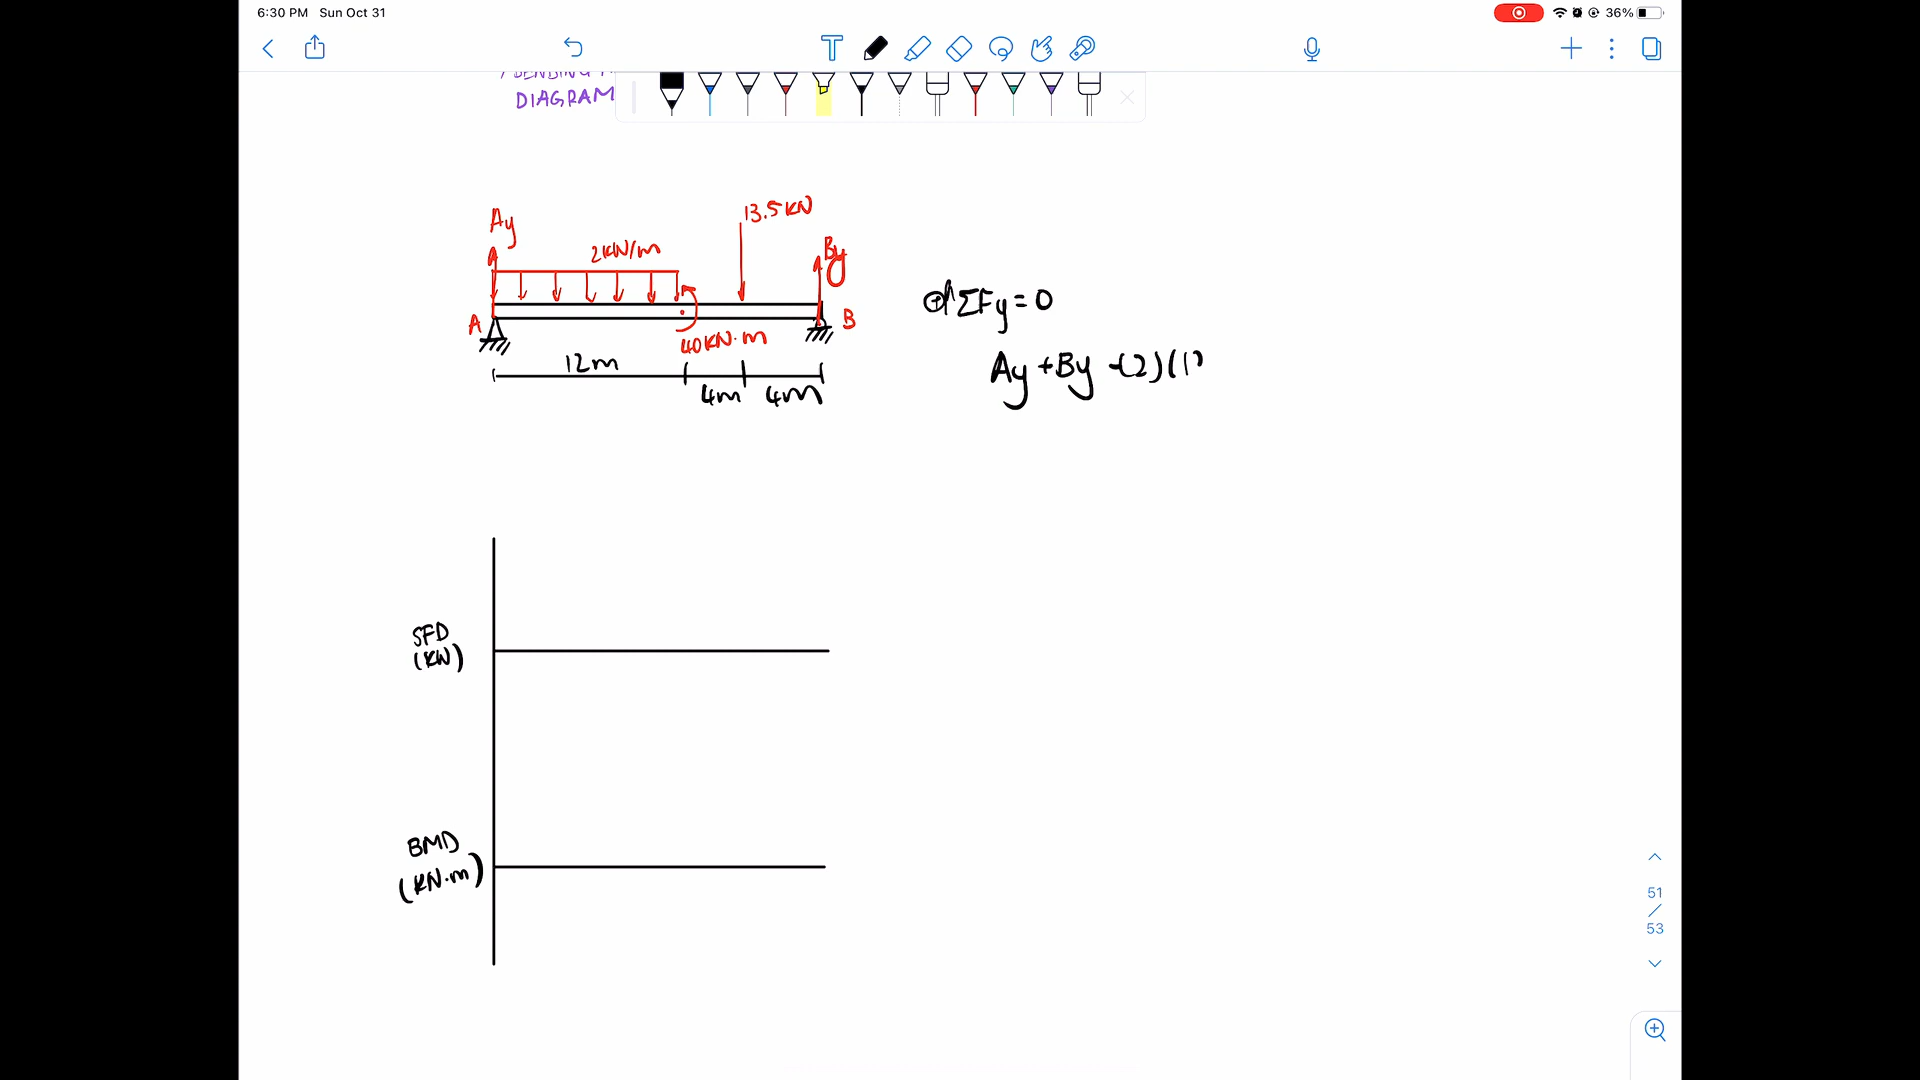 6:30 PM Sun Oct 31
36%
DIAGRAM
Ay
2KN/m
13.5KN
By
A
B
40KN·m
12m
4m
4m
+↑ΣFy = 0
Ay + By -(2)(1
SFD
(KN)
BMD
(KN·m)
51
/
53